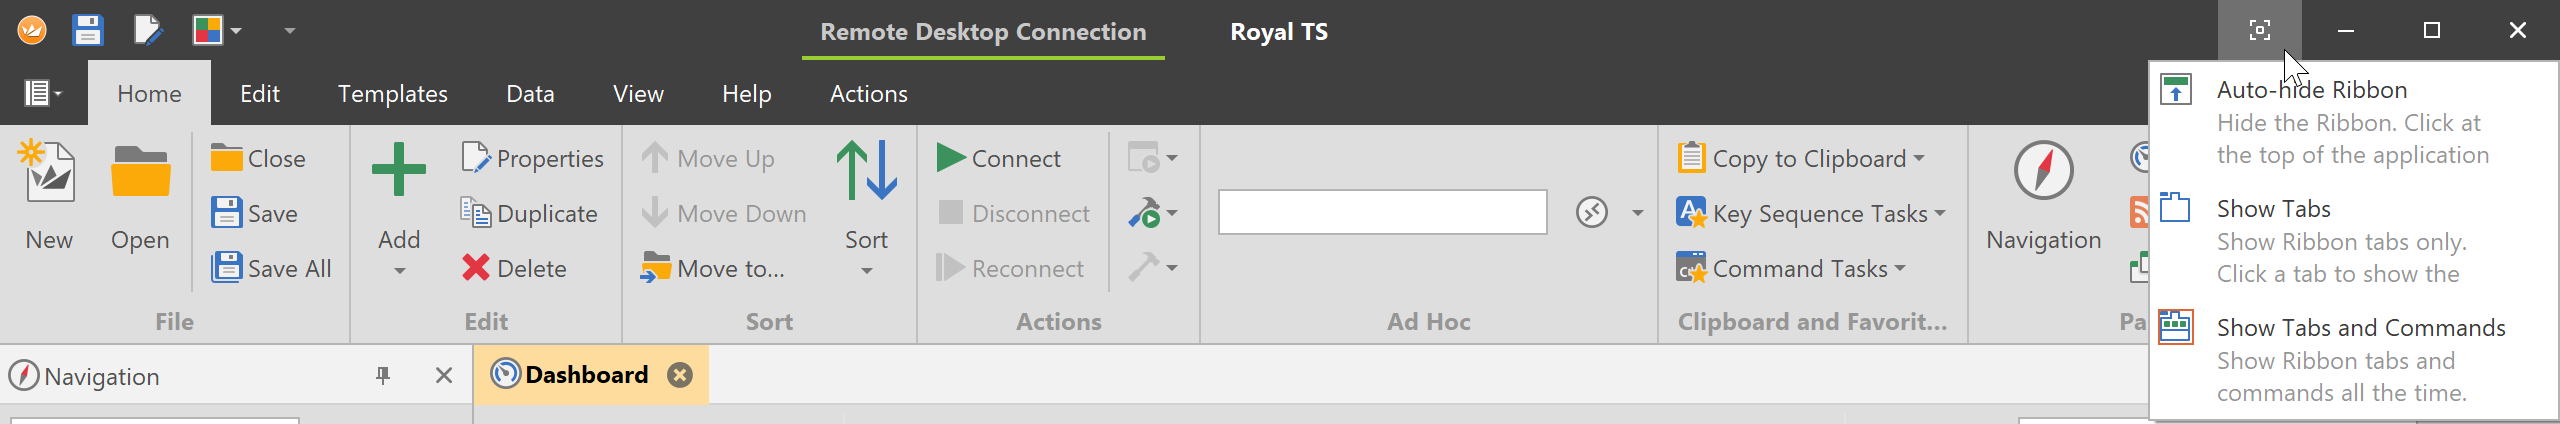 Remote Desktop Connection
Royal TS
Home
Edit
Templates
Data
View
Help
Actions
New
Open
Close
Save
Save All
File
Add
Properties
Duplicate
Delete
Edit
Move Up
Move Down
Move to...
Sort
Sort
Connect
Disconnect
Reconnect
Actions
Ad Hoc
Copy to Clipboard
Key Sequence Tasks
Command Tasks
Clipboard and Favorit...
Navigation
Pa
Auto-hide Ribbon
Hide the Ribbon. Click at
the top of the application
Show Tabs
Show Ribbon tabs only.
Click a tab to show the
Show Tabs and Commands
Show Ribbon tabs and
commands all the time.
Navigation
Dashboard